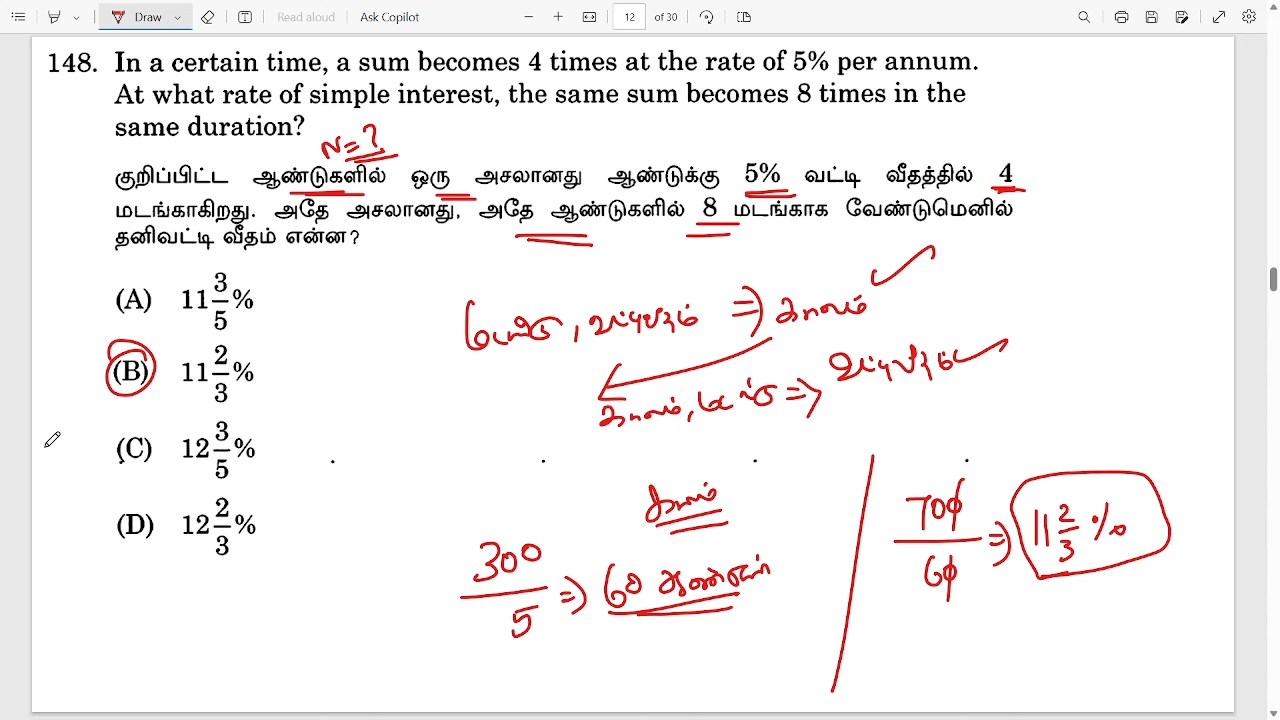 Draw
Read aloud
Ask Copilot
12
of 30
148. In a certain time, a sum becomes 4 times at the rate of 5% per annum.
At what rate of simple interest, the same sum becomes 8 times in the
same duration?
N=?
குறிப்பிட்ட ஆண்டுகளில் ஒரு அசலானது ஆண்டுக்கு 5% வட்டி வீதத்தில் 4
மடங்காகிறது. அதே அசலானது, அதே ஆண்டுகளில் 8 மடங்காக வேண்டுமெனில்
தனிவட்டி வீதம் என்ன?
(A) 11 3/5 %
(B) 11 2/3 %
(C) 12 3/5 %
(D) 12 2/3 %
⇒ காலம்
காலம்,
⇒
காலம்
300/5 ⇒ 60 ஆண்டுகள்
700/60 ⇒ 11 2/3 %